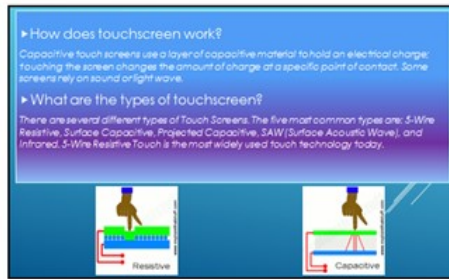 How does touchscreen work?
Capacitive touch screens use a layer of capacitive material to hold an electrical charge;
touching the screen changes the amount of charge at a specific point of contact. Some
screens rely on sound or light wave.
What are the types of touchscreen?
There are several different types of Touch Screens. The five most common types are: 5-Wire
Resistive, Surface Capacitive, Projected Capacitive, SAW (Surface Acoustic Wave), and
Infrared. 5-Wire Resistive Touch is the most widely used touch technology today.
Resistive
Capacitive